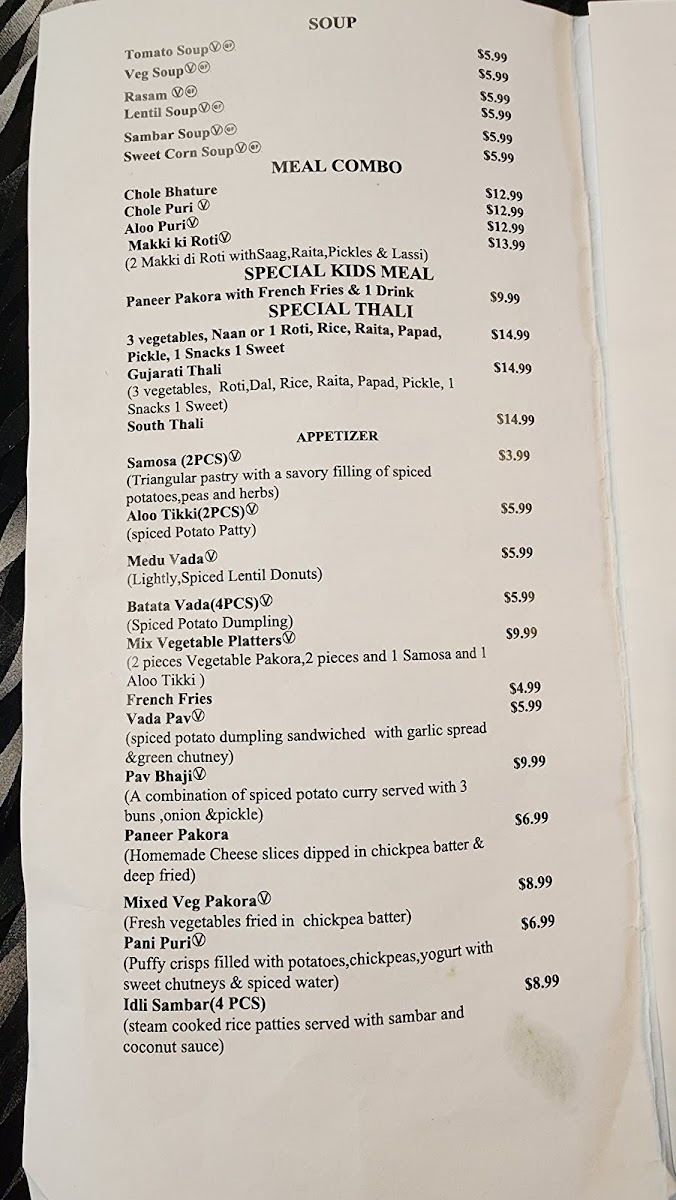 SOUP
Tomato Soup Ⓥ GF $5.99
Veg Soup Ⓥ GF $5.99
Rasam Ⓥ GF $5.99
Lentil Soup Ⓥ GF $5.99
Sambar Soup Ⓥ GF $5.99
Sweet Corn Soup Ⓥ GF $5.99
MEAL COMBO
Chole Bhature $12.99
Chole Puri Ⓥ $12.99
Aloo Puri Ⓥ $12.99
Makki ki Roti Ⓥ $13.99
(2 Makki di Roti withSaag,Raita,Pickles & Lassi)
SPECIAL KIDS MEAL
Paneer Pakora with French Fries & 1 Drink $9.99
SPECIAL THALI
3 vegetables, Naan or 1 Roti, Rice, Raita, Papad, $14.99
Pickle, 1 Snacks 1 Sweet
Gujarati Thali $14.99
(3 vegetables, Roti,Dal, Rice, Raita, Papad, Pickle, 1
Snacks 1 Sweet)
South Thali $14.99
APPETIZER
Samosa (2PCS) Ⓥ $3.99
(Triangular pastry with a savory filling of spiced
potatoes,peas and herbs)
Aloo Tikki(2PCS) Ⓥ $5.99
(spiced Potato Patty)
Medu Vada Ⓥ $5.99
(Lightly,Spiced Lentil Donuts)
Batata Vada(4PCS) Ⓥ $5.99
(Spiced Potato Dumpling)
Mix Vegetable Platters Ⓥ $9.99
(2 pieces Vegetable Pakora,2 pieces and 1 Samosa and 1
Aloo Tikki )
French Fries $4.99
Vada Pav Ⓥ $5.99
(spiced potato dumpling sandwiched with garlic spread
&green chutney)
Pav Bhaji Ⓥ $9.99
(A combination of spiced potato curry served with 3
buns ,onion &pickle)
Paneer Pakora $6.99
(Homemade Cheese slices dipped in chickpea batter &
deep fried)
Mixed Veg Pakora Ⓥ $8.99
(Fresh vegetables fried in chickpea batter)
Pani Puri Ⓥ $6.99
(Puffy crisps filled with potatoes,chickpeas,yogurt with
sweet chutneys & spiced water)
Idli Sambar(4 PCS) $8.99
(steam cooked rice patties served with sambar and
coconut sauce)